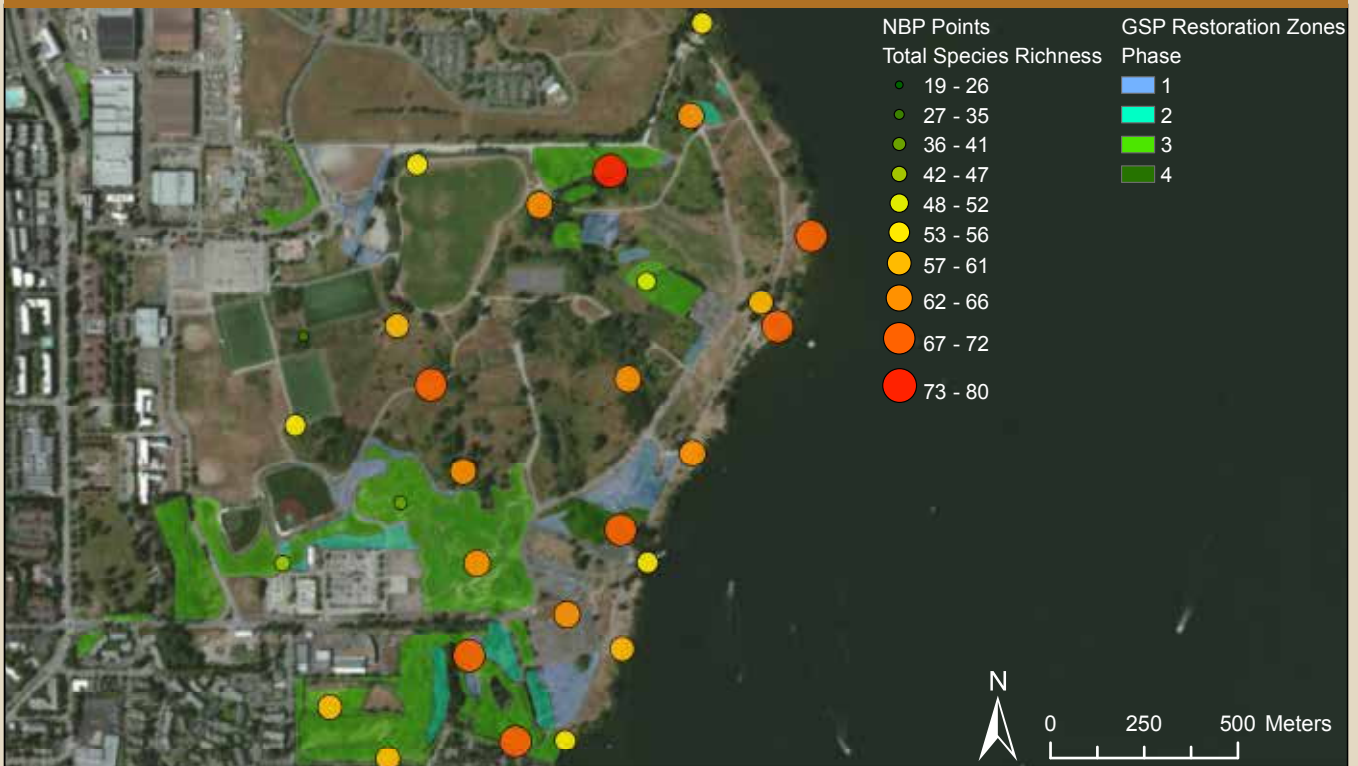 NBP Points
Total Species Richness
19 - 26
27 - 35
36 - 41
42 - 47
48 - 52
53 - 56
57 - 61
62 - 66
67 - 72
73 - 80
GSP Restoration Zones
Phase
1
2
3
4
N
0 250 500 Meters